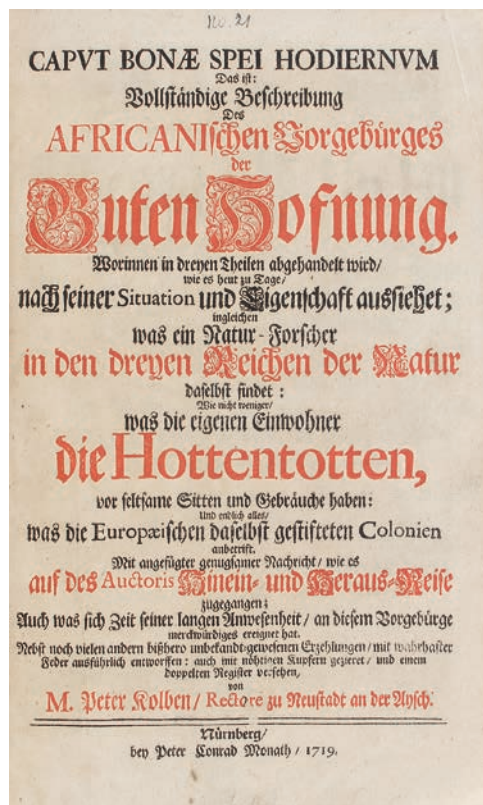 No. 21
CAPVT BONÆ SPEI HODIERNVM
Das ist:
Vollständige Beschreibung
Des
AFRICANIschen Vorgebürges
der
Guten Hofnung.
Worinnen in dreyen Theilen abgehandelt wird/
wie es heut zu Tage/
nach seiner Situation und Eigenschaft aussiehet;
ingleichen
was ein Natur-Forscher
in den dreyen Reichen der Natur
daselbst findet:
Wie nicht weniger/
was die eigenen Einwohner
die Hottentotten,
vor seltsame Sitten und Gebräuche haben:
Und endlich alles/
was die Europæischen daselbst gestifteten Colonien
anbetrift.
Mit angefügter genugsamer Nachricht/ wie es
auf des Auctoris Hinein- und Heraus-Reise
zugegangen;
Auch was sich Zeit seiner langen Anwesenheit/ an diesem Vorgebürge
merckwürdiges ereignet hat.
Nebst noch vielen andern bißhero unbekandt-gewesenen Erzehlungen/ mit wahrhafter
Feder ausführlich entworffen: auch mit nöhtigen Kupfern gezieret/ und einem
doppelten Register versehen,
von
M. Peter Kolben/ Rectore zu Neustadt an der Aysch.
Nürnberg/
bey Peter Conrad Monath/ 1719.